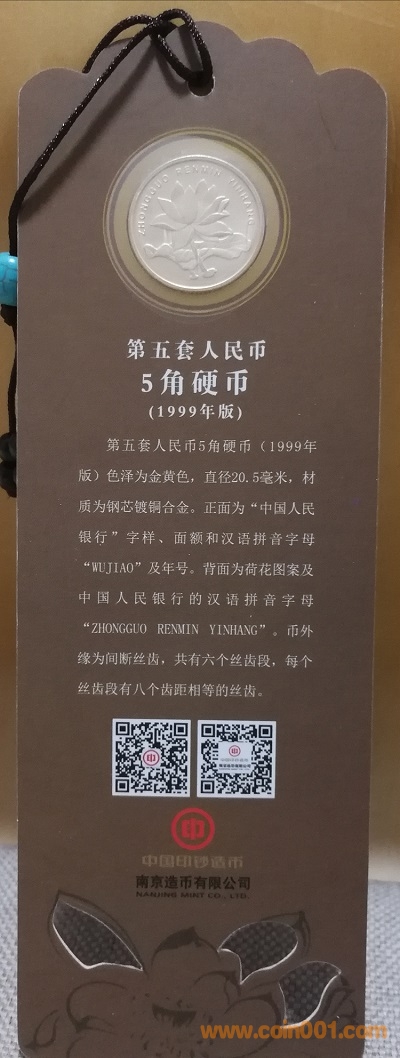 ZHONGGUO RENMIN YINHANG
第五套人民币
5角硬币
(1999年版)
第五套人民币5角硬币（1999年
版）色泽为金黄色，直径20.5毫米，材
质为钢芯镀铜合金。正面为“中国人民
银行”字样、面额和汉语拼音字母
“WUJIAO”及年号。背面为荷花图案及
中国人民银行的汉语拼音字母
“ZHONGGUO RENMIN YINHANG”。币外
缘为间断丝齿，共有六个丝齿段，每个
丝齿段有八个齿距相等的丝齿。
中国印钞造币
南京造币有限公司
NANJING MINT CO., LTD.
www.coin001.com